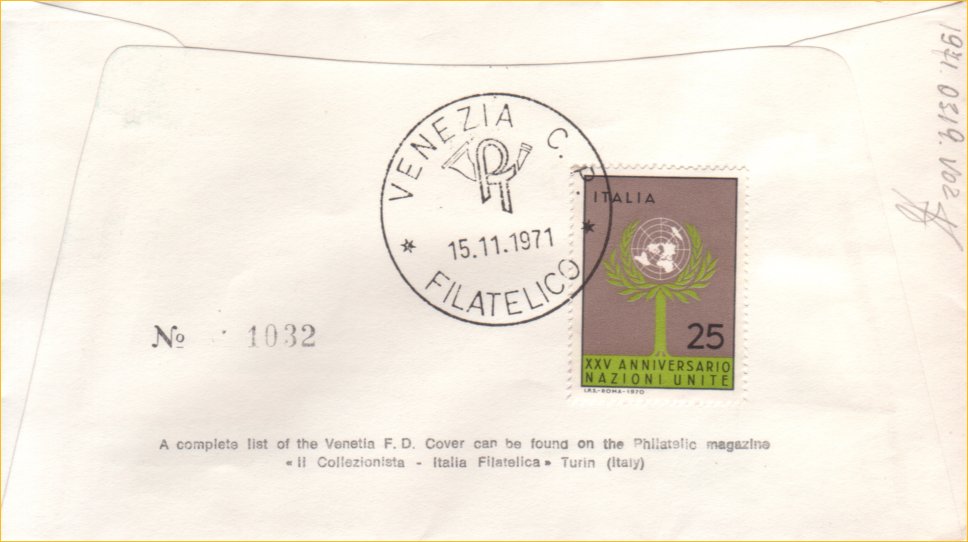 VENEZIA C. P.
PT
15.11.1971
FILATELICO
ITALIA
25
XXV ANNIVERSARIO
NAZIONI UNITE
I.P.S.-ROMA-1970
No 1032
A complete list of the Venetia F. D. Cover can be found on the Philatelic magazine
« Il Collezionista - Italia Filatelica » Turin (Italy)